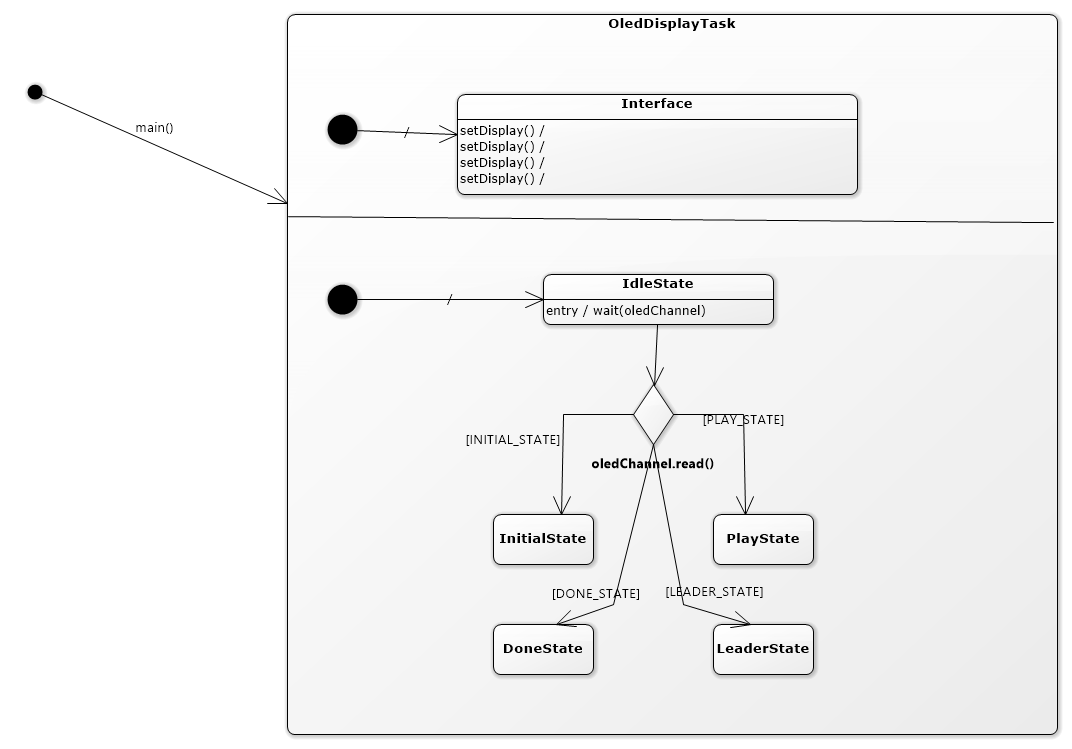 OledDisplayTask
main()
Interface
/
setDisplay() /
setDisplay() /
setDisplay() /
setDisplay() /
IdleState
/
entry / wait(oledChannel)
[PLAY_STATE]
[INITIAL_STATE]
oledChannel.read()
InitialState
PlayState
[DONE_STATE]
[LEADER_STATE]
DoneState
LeaderState